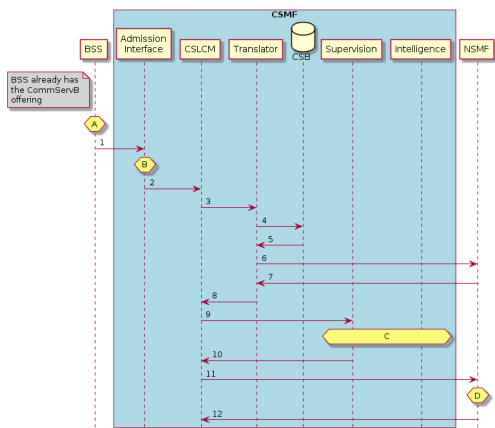 CSMF
BSS
Admission
Interface
CSLCM
Translator
CSB
Supervision
Intelligence
NSMF
BSS already has
the CommServB
offering
A
1
B
2
3
4
5
6
7
8
9
C
10
11
D
12